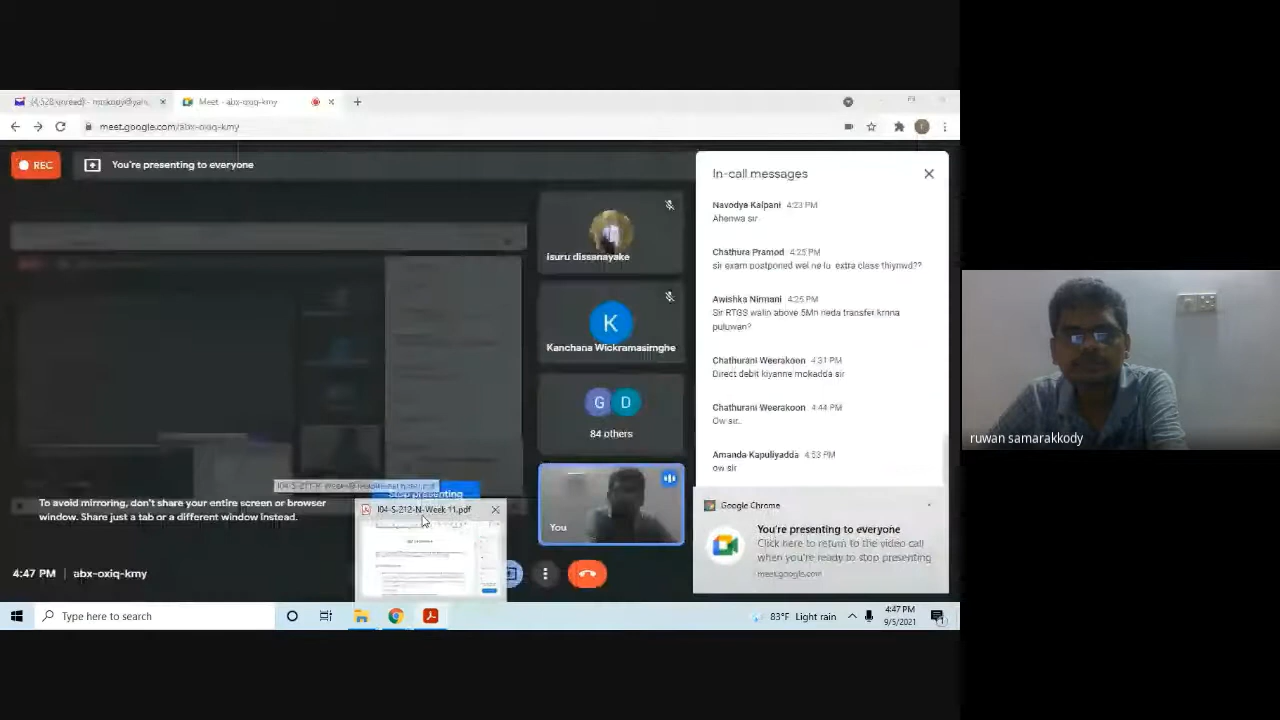 Meet - abx-oxiq-kmy
meet.google.com/abx-oxiq-kmy
REC
You're presenting to everyone
In-call messages
Navodya Kalpani 4:23 PM
Ahenwa sir
Chathura Pramod 4:25 PM
sir exam postponed wel ne lu extra class thiynwd??
Awishka Nirmani 4:25 PM
Sir RTGS walin above 5Mn neda transfer krnna
puluwan?
Chathurani Weerakoon 4:31 PM
Direct debit kiyanne mokadda sir
Chathurani Weerakoon 4:44 PM
Ow sir..
Amanda Kapuliyadda 4:53 PM
ow sir
isuru dissanayake
K
Kanchana Wickramasinghe
G D
84 others
You
Stop presenting
To avoid mirroring, don't share your entire screen or browser
window. Share just a tab or a different window instead.
I04-S-212-N-Week 11.pdf
4:47 PM | abx-oxiq-kmy
Google Chrome
You're presenting to everyone
Click here to return to the video call
when you're ready to stop presenting
meet.google.com
Type here to search
83°F Light rain
4:47 PM
9/5/2021
ruwan samarakkody